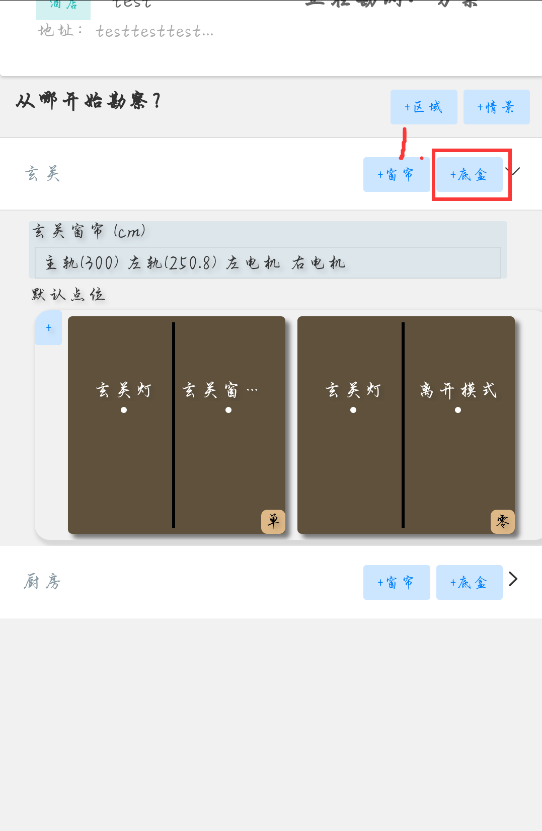 酒店 test
地址：testtesttest...
从哪开始勘察？ +区域 +情景
1.
玄关 +窗帘 +底盒
玄关窗帘 (cm)
主轨(300) 左轨(250.8) 左电机 右电机
默认点位
+ 玄关灯 玄关窗… 玄关灯 离开模式
单 零
厨房 +窗帘 +底盒